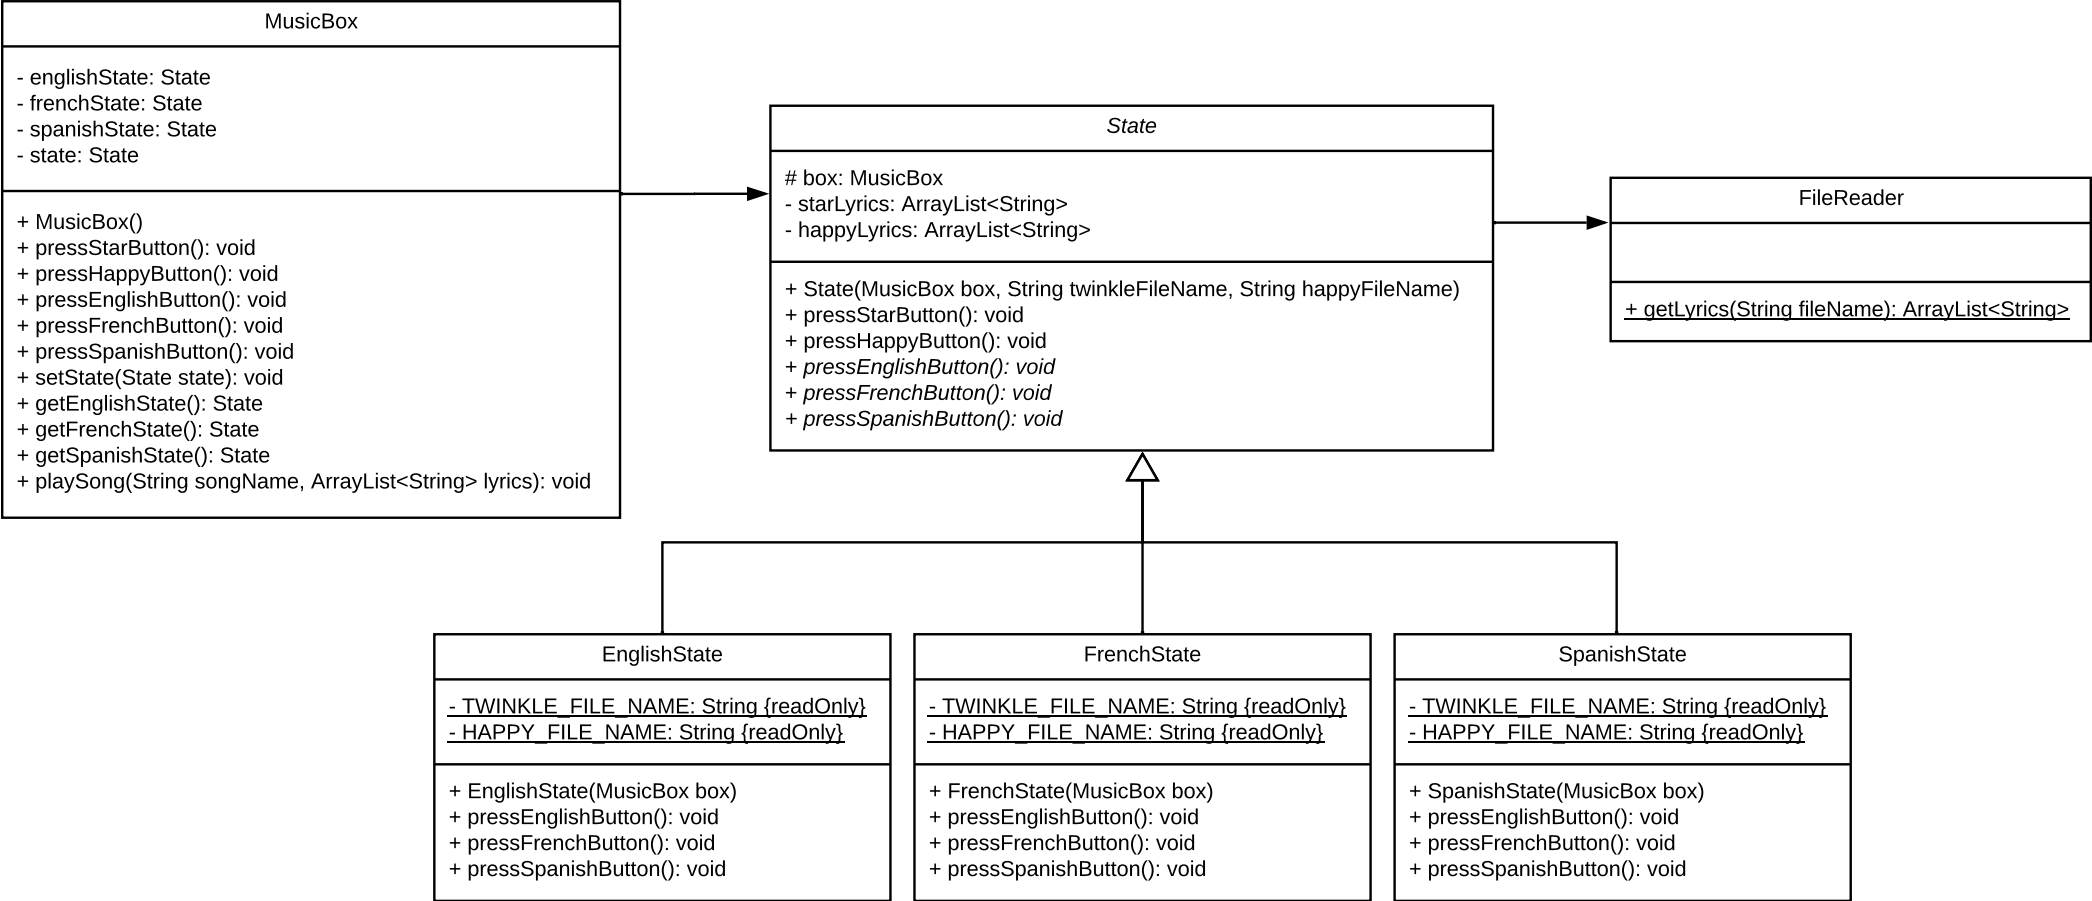 MusicBox
- englishState: State
- frenchState: State
- spanishState: State
- state: State
+ MusicBox()
+ pressStarButton(): void
+ pressHappyButton(): void
+ pressEnglishButton(): void
+ pressFrenchButton(): void
+ pressSpanishButton(): void
+ setState(State state): void
+ getEnglishState(): State
+ getFrenchState(): State
+ getSpanishState(): State
+ playSong(String songName, ArrayList<String> lyrics): void
State
# box: MusicBox
- starLyrics: ArrayList<String>
- happyLyrics: ArrayList<String>
+ State(MusicBox box, String twinkleFileName, String happyFileName)
+ pressStarButton(): void
+ pressHappyButton(): void
+ pressEnglishButton(): void
+ pressFrenchButton(): void
+ pressSpanishButton(): void
FileReader
+ getLyrics(String fileName): ArrayList<String>
EnglishState
- TWINKLE_FILE_NAME: String {readOnly}
- HAPPY_FILE_NAME: String {readOnly}
+ EnglishState(MusicBox box)
+ pressEnglishButton(): void
+ pressFrenchButton(): void
+ pressSpanishButton(): void
FrenchState
- TWINKLE_FILE_NAME: String {readOnly}
- HAPPY_FILE_NAME: String {readOnly}
+ FrenchState(MusicBox box)
+ pressEnglishButton(): void
+ pressFrenchButton(): void
+ pressSpanishButton(): void
SpanishState
- TWINKLE_FILE_NAME: String {readOnly}
- HAPPY_FILE_NAME: String {readOnly}
+ SpanishState(MusicBox box)
+ pressEnglishButton(): void
+ pressFrenchButton(): void
+ pressSpanishButton(): void